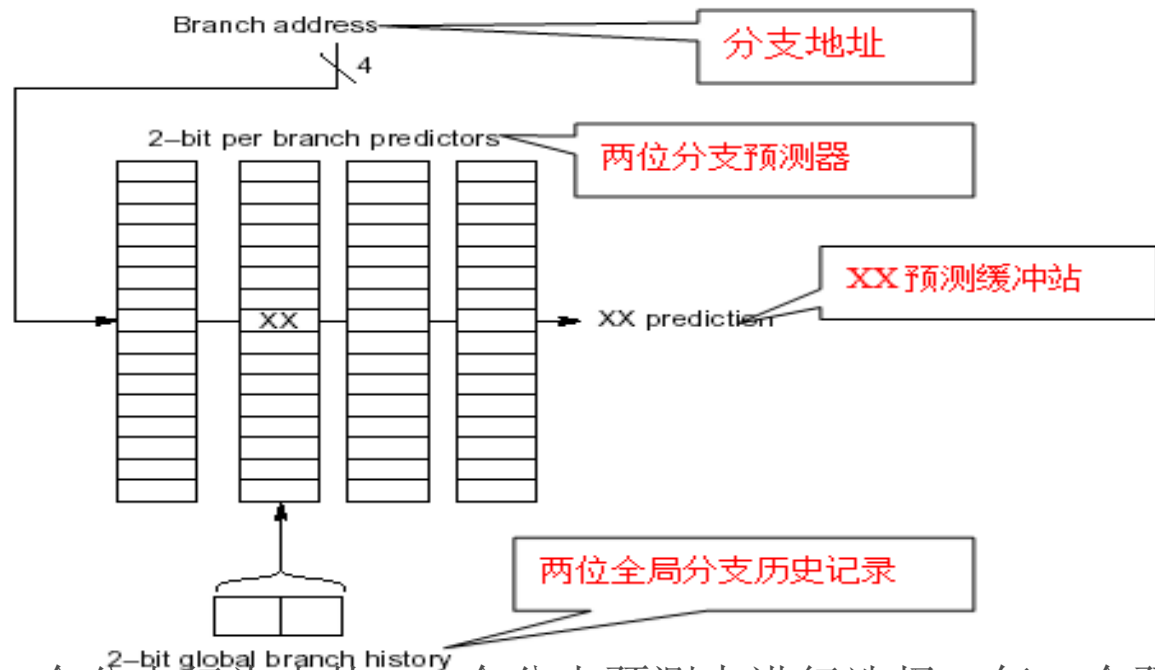 Branch address
分支地址
4
2-bit per branch predictors
两位分支预测器
XX 预测缓冲站
XX
XX prediction
两位全局分支历史记录
2-bit global branch history